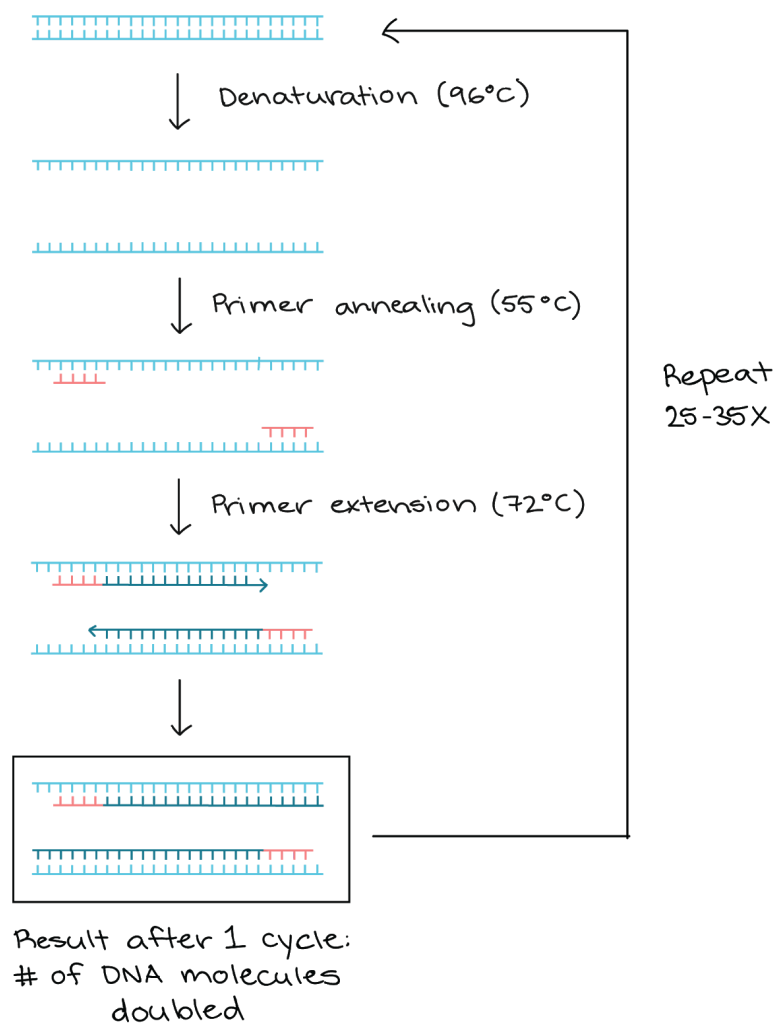 Denaturation (96°C)
Primer annealing (55°C)
Primer extension (72°C)
Repeat
25-35X
Result after 1 cycle:
# of DNA molecules
doubled